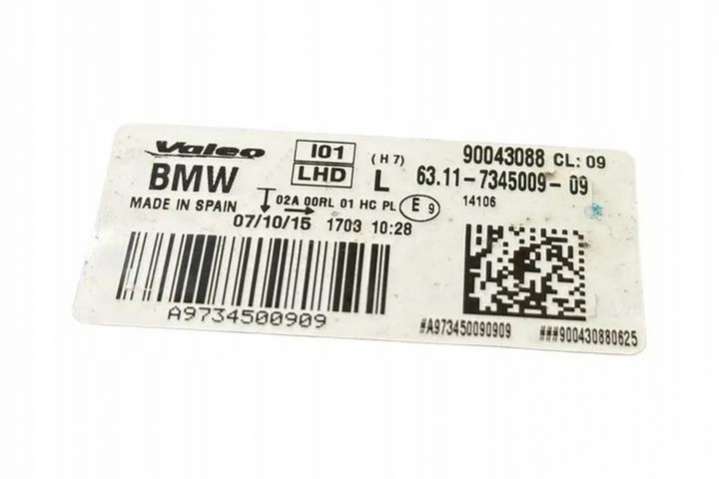 Valeo I01 (H7) 90043088 CL: 09
BMW LHD L 63.11-7345009-09
MADE IN SPAIN 02A 00RL 01 HC PL E9 14106
07/10/15 1703 10:28
A9734500909
#A973450090909 ###900430880625